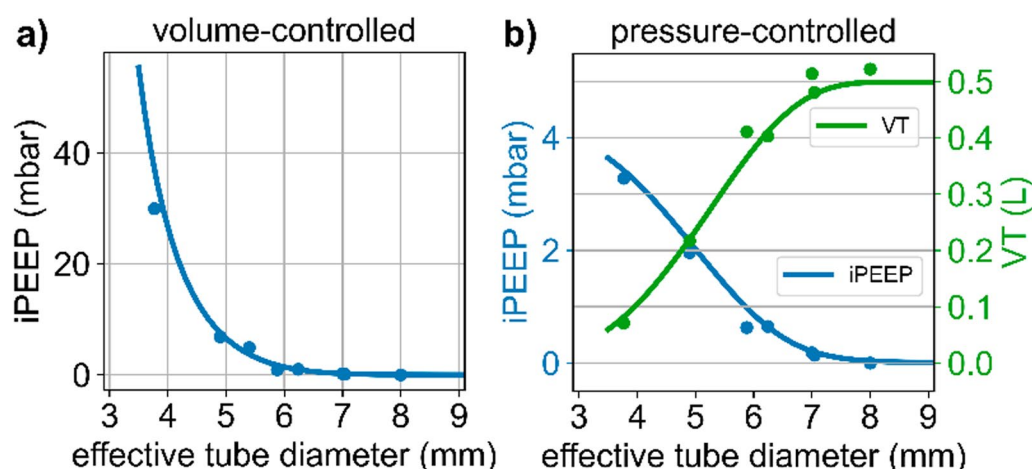 a) volume-controlled
iPEEP (mbar)
40
20
0
3 4 5 6 7 8 9
effective tube diameter (mm)
b) pressure-controlled
iPEEP (mbar)
4
2
0
VT
iPEEP
0.5
0.4
0.3
0.2
0.1
0.0
VT (L)
3 4 5 6 7 8 9
effective tube diameter (mm)